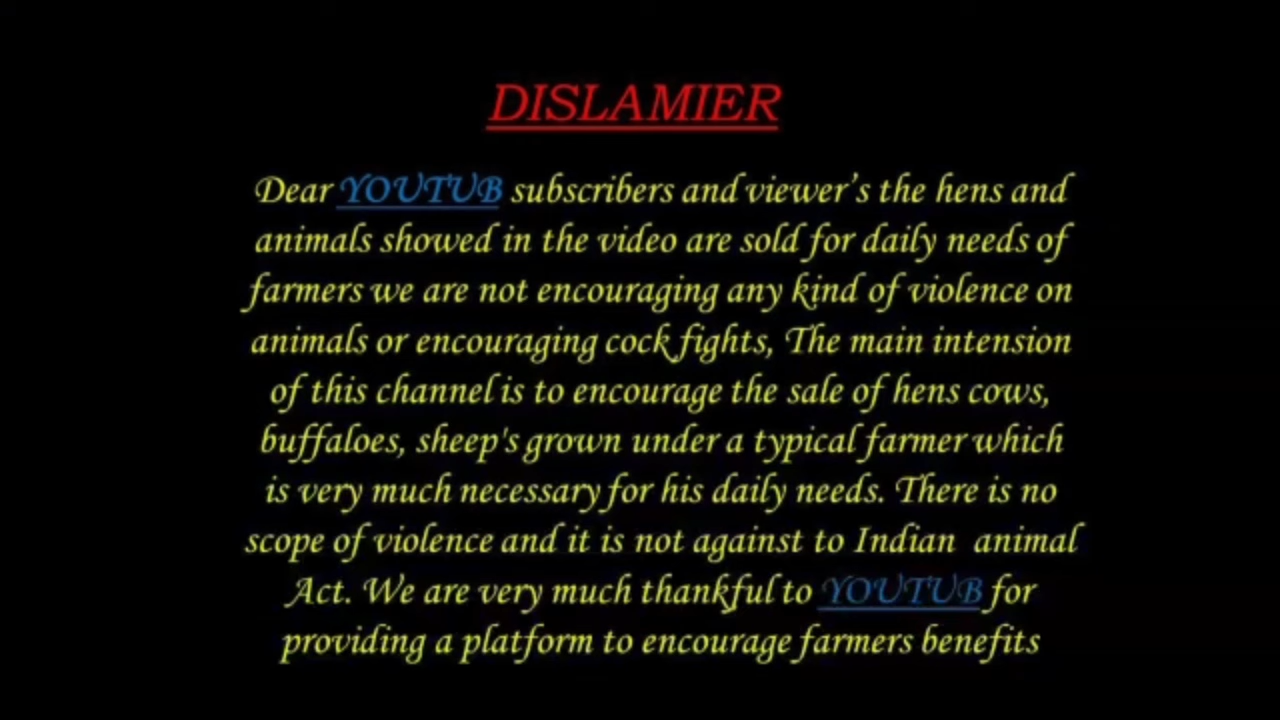 DISLAMIER
Dear YOUTUB subscribers and viewer's the hens and
animals showed in the video are sold for daily needs of
farmers we are not encouraging any kind of violence on
animals or encouraging cock fights, The main intension
of this channel is to encourage the sale of hens cows,
buffaloes, sheep's grown under a typical farmer which
is very much necessary for his daily needs. There is no
scope of violence and it is not against to Indian animal
Act. We are very much thankful to YOUTUB for
providing a platform to encourage farmers benefits